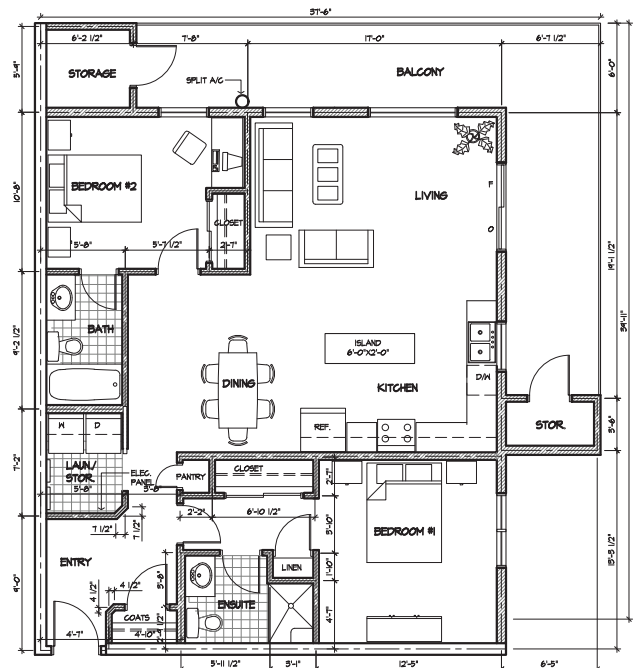 37'-6"
6'-2 1/2"
7'-8"
17'-0"
6'-7 1/2"
5'-9"
STORAGE
SPLIT A/C
BALCONY
6'-0"
10'-8"
BEDROOM #2
LIVING
F
CLOSET
O
5'-8"
5'-7 1/2"
2'-7"
19'-1 1/2"
39'-11"
9'-2 1/2"
BATH
ISLAND
6'-0"X2'-0"
DINING
KITCHEN
D/W
W
D
REF.
STOR
5'-6"
7'-2"
LAUN/
STOR.
5'-8"
ELEC.
PANEL
3'-8"
PANTRY
CLOSET
2'-7"
2'-2"
6'-10 1/2"
7 1/2"
7 1/2"
5'-10"
BEDROOM #1
15'-5 1/2"
ENTRY
5'-8"
LINEN
1'-10"
9'-0"
4 1/2"
4 1/2"
COATS
ENSUITE
4'-7"
4'-7"
4'-10"
5'-11 1/2"
3'-1"
12'-5"
6'-5"